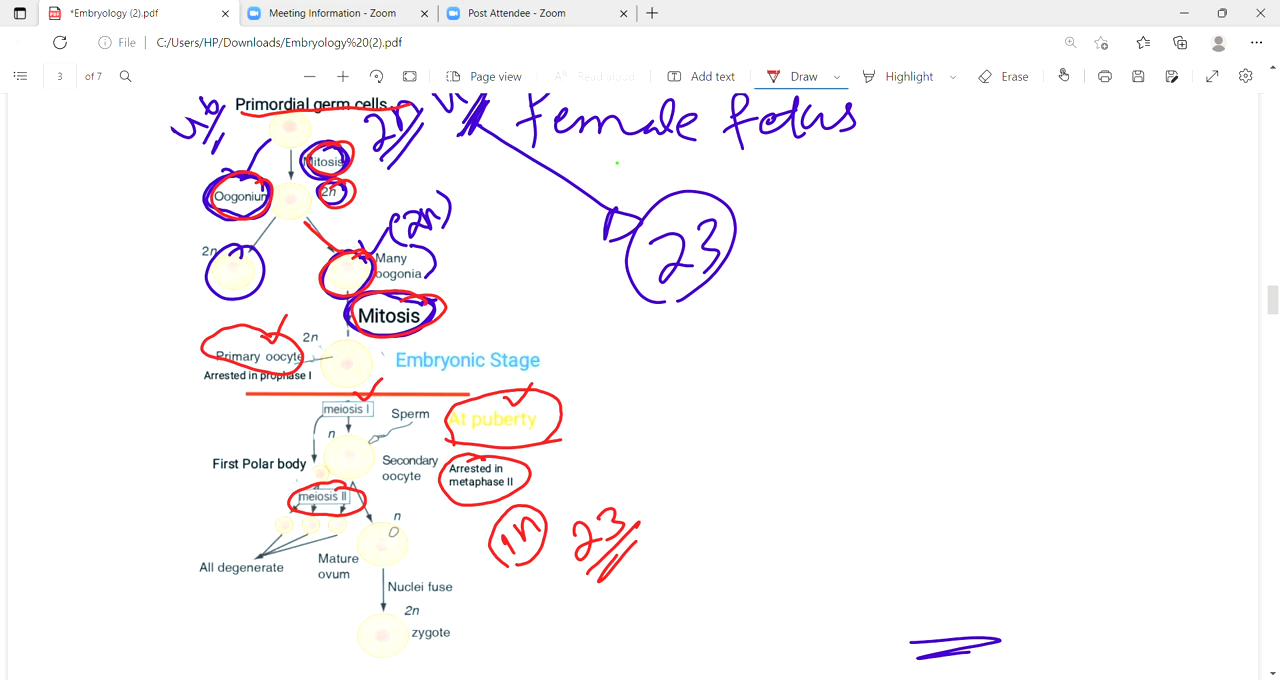 *Embryology (2).pdf
Meeting Information - Zoom
Post Attendee - Zoom
File
C:/Users/HP/Downloads/Embryology%20(2).pdf
3 of 7
Page view
Read aloud
Add text
Draw
Highlight
Erase
Primordial germ cells
2n
female fetus
Mitosis
Oogonium
2n
(2n)
23
2n
Many
oogonia
Mitosis
2n
Primary oocyte
Arrested in prophase I
Embryonic Stage
meiosis I
Sperm
At puberty
n
First Polar body
Secondary
oocyte
Arrested in
metaphase II
meiosis II
n
1n
23
All degenerate
Mature
ovum
Nuclei fuse
2n
zygote